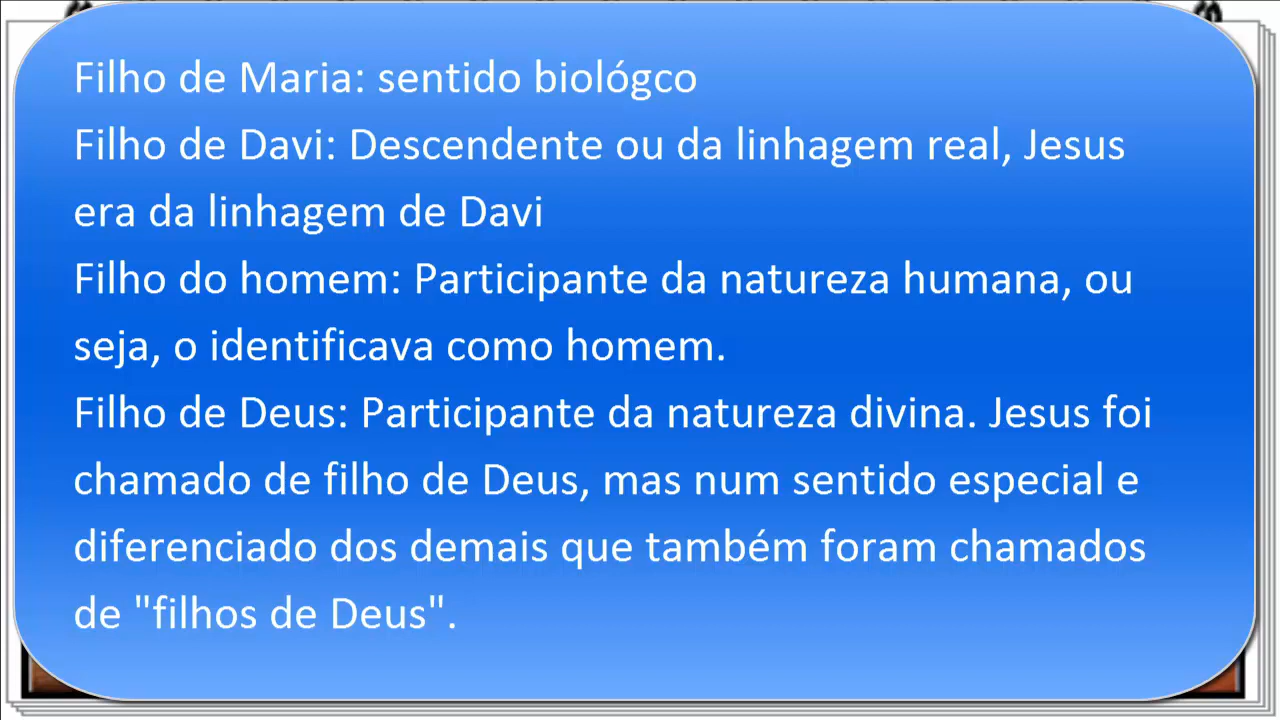 Filho de Maria: sentido biológco
Filho de Davi: Descendente ou da linhagem real, Jesus
era da linhagem de Davi
Filho do homem: Participante da natureza humana, ou
seja, o identificava como homem.
Filho de Deus: Participante da natureza divina. Jesus foi
chamado de filho de Deus, mas num sentido especial e
diferenciado dos demais que também foram chamados
de "filhos de Deus".